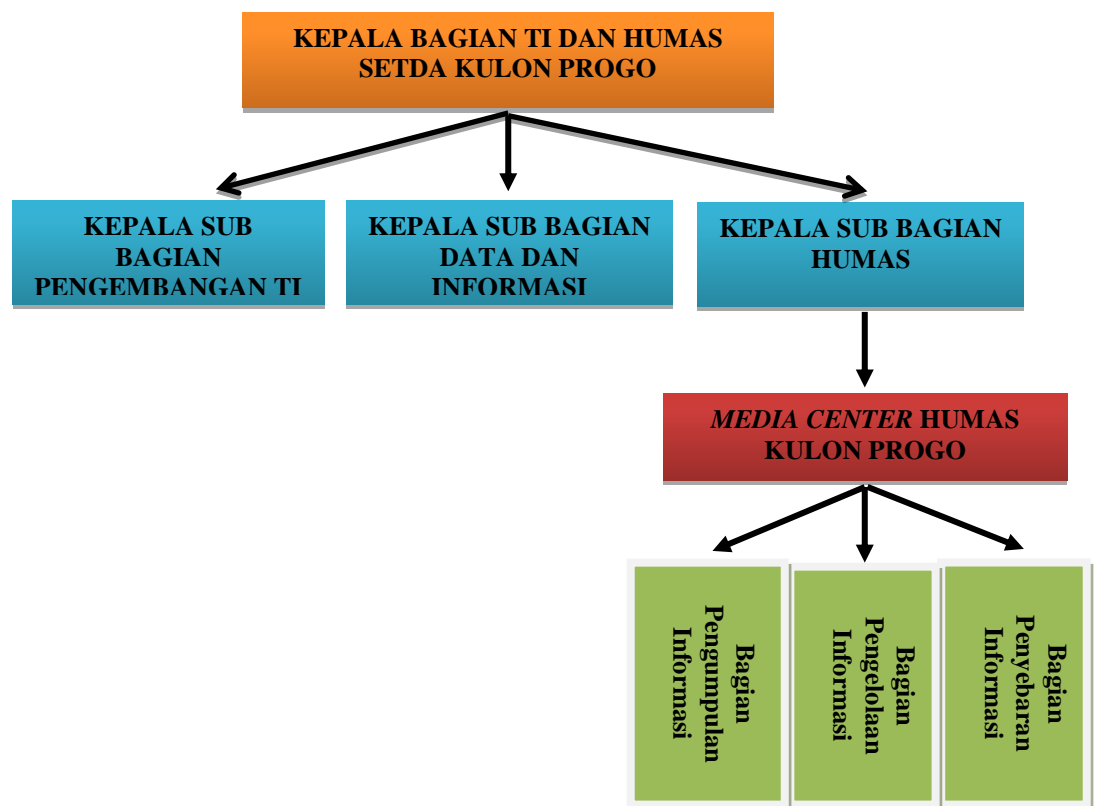 KEPALA BAGIAN TI DAN HUMAS
SETDA KULON PROGO
KEPALA SUB
BAGIAN
PENGEMBANGAN TI
KEPALA SUB BAGIAN
DATA DAN
INFORMASI
KEPALA SUB BAGIAN
HUMAS
MEDIA CENTER HUMAS
KULON PROGO
Bagian
Pengumpulan
Informasi
Bagian
Pengelolaan
Informasi
Bagian
Penyebaran
Informasi